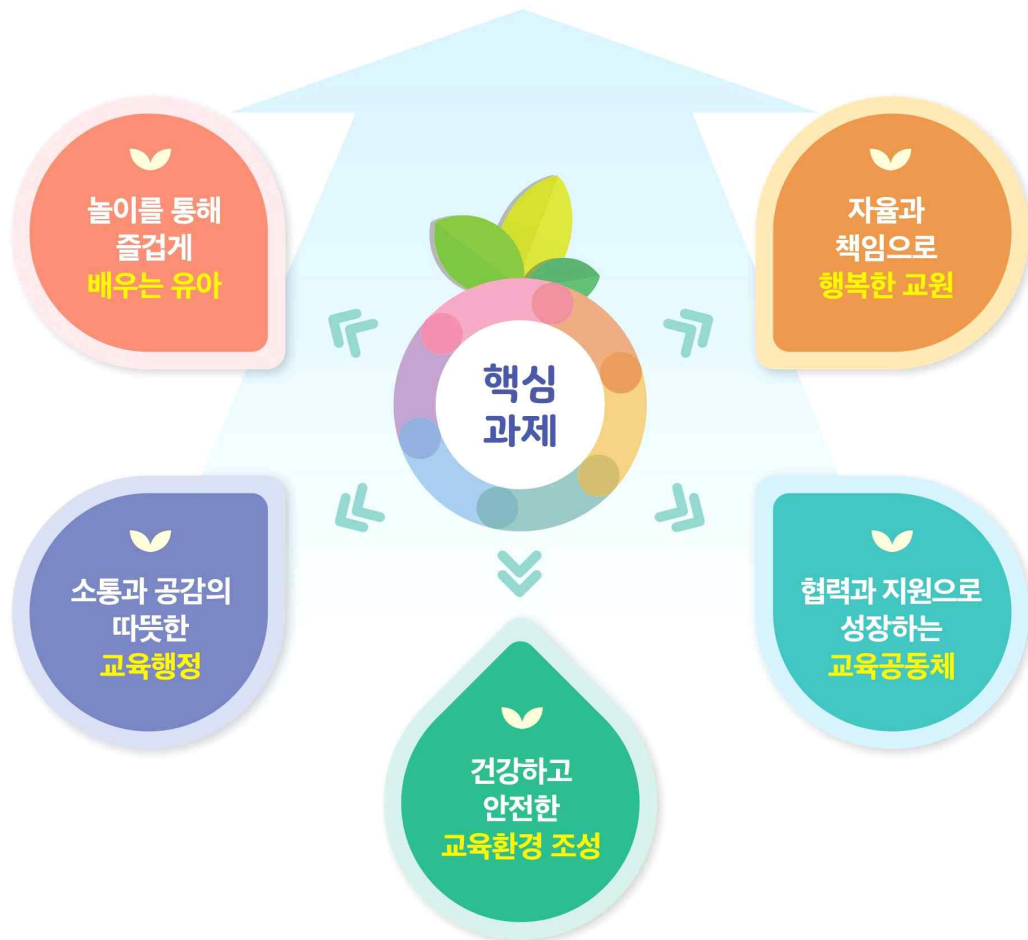 놀이를 통해
즐겁게
배우는 유아
자율과
책임으로
행복한 교원
핵심
과제
소통과 공감의
따뜻한
교육행정
협력과 지원으로
성장하는
교육공동체
건강하고
안전한
교육환경 조성